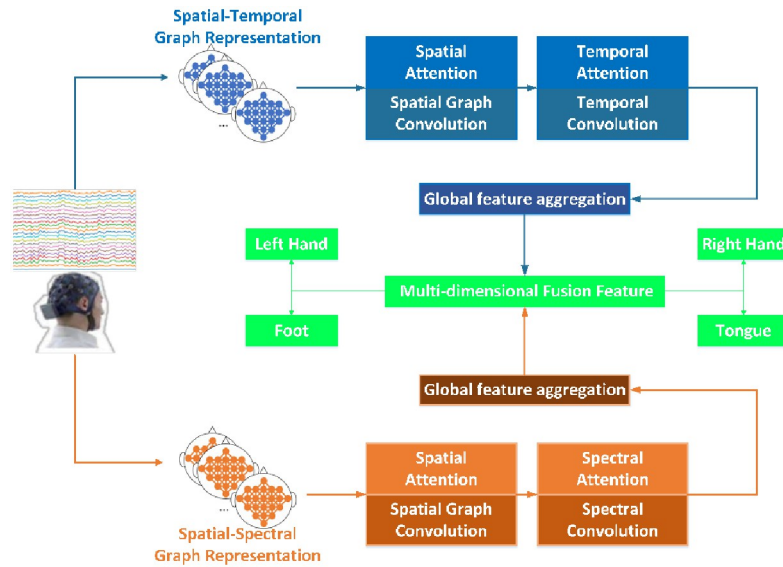 Spatial-Temporal
Graph Representation
...
Spatial
Attention
Spatial Graph
Convolution
Temporal
Attention
Temporal
Convolution
Global feature aggregation
Left Hand
Right Hand
Multi-dimensional Fusion Feature
Foot
Tongue
Global feature aggregation
Spatial
Attention
Spatial Graph
Convolution
Spectral
Attention
Spectral
Convolution
...
Spatial-Spectral
Graph Representation